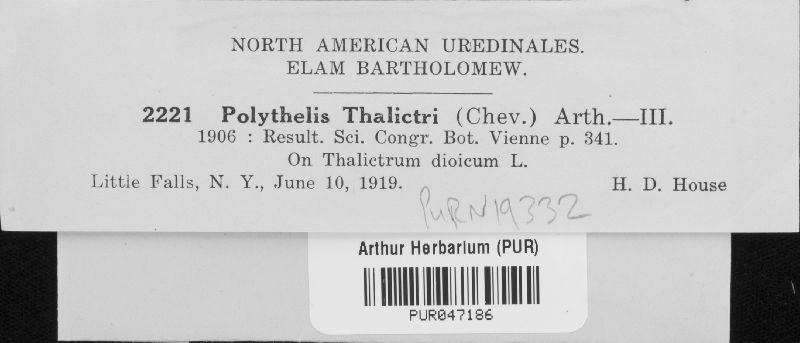 NORTH AMERICAN UREDINALES.
ELAM BARTHOLOMEW.
2221 Polythelis Thalictri (Chev.) Arth.—III.
1906 : Result. Sci. Congr. Bot. Vienne p. 341.
On Thalictrum dioicum L.
Little Falls, N. Y., June 10, 1919. H. D. House
PURN19332
Arthur Herbarium (PUR)
PUR047186